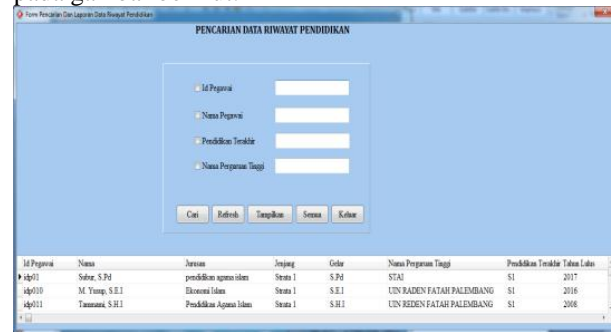 Form Pencarian Dan Laporan Data Riwayat Pendidikan
PENCARIAN DATA RIWAYAT PENDIDIKAN
Id Pegawai
Nama Pegawai
Pendidikan Terakhir
Nama Perguruan Tinggi
Cari Refresh Tampilkan Semua Keluar
Id Pegawai Nama Jurusan Jenjang Gelar Nama Perguruan Tinggi Pendidikan Terakhir Tahun Lulus
idp01 Subur, S.Pd pendidikan agama islam Strata 1 S.Pd STAI S1 2017
idp010 M. Yusup, S.E.I Ekonomi Islam Strata 1 S.E.I UIN RADEN FATAH PALEMBANG S1 2016
idp011 S.H.I Pendidikan Agama Islam Strata 1 S.H.I UIN REDEN FATAH PALEMBANG S1 2008